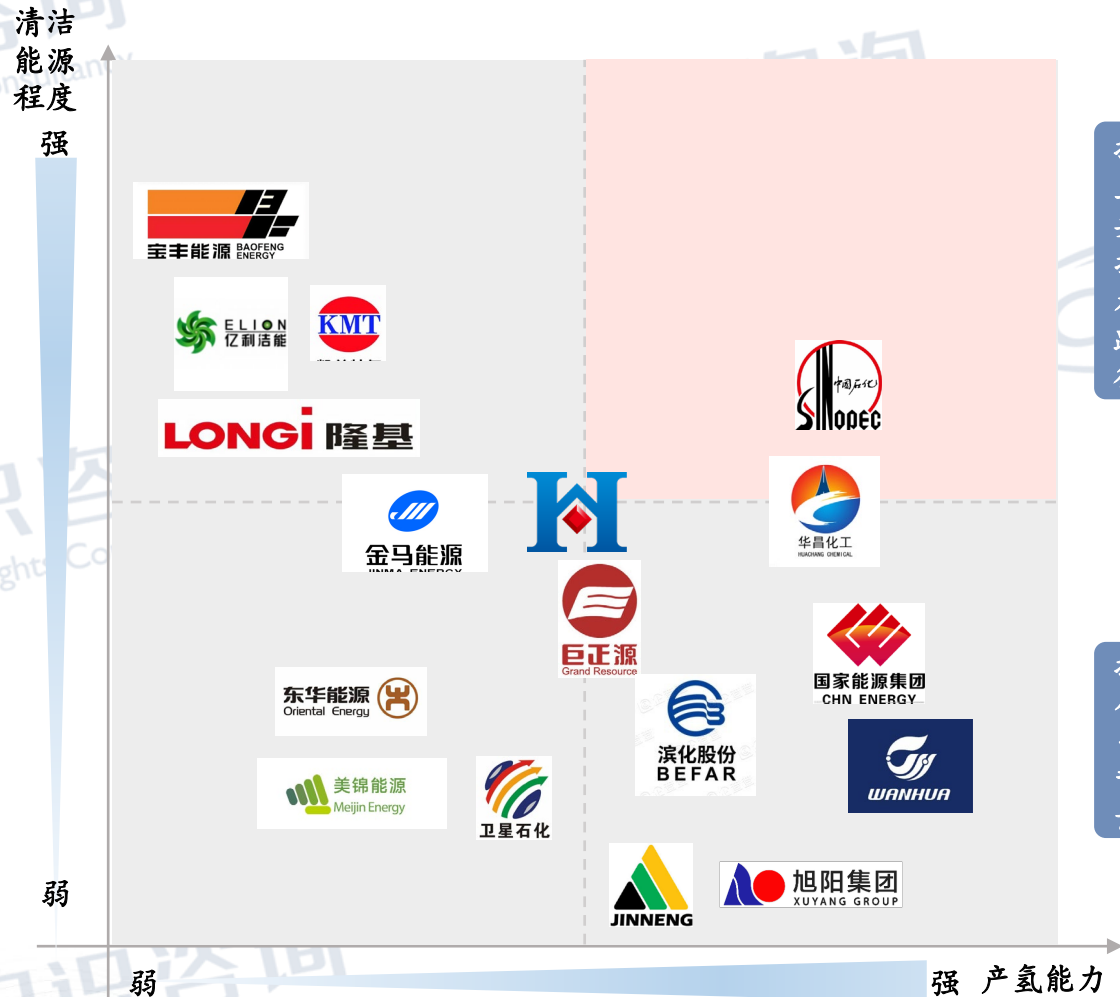 清洁
能源
程度
强
宝丰能源 BAOFENG ENERGY
ELION
亿利洁能
KMT
LONGi 隆基
中国石化
SINOPEC
金马能源
JINMA ENERGY
华昌化工
HUACHANG CHEMICAL
巨正源
Grand Resource
国家能源集团
CHN ENERGY
东华能源
Oriental Energy
滨化股份
BEFAR
WANHUA
美锦能源
Meijin Energy
卫星石化
JINNENG
旭阳集团
XUYANG GROUP
弱
弱
强 产氢能力